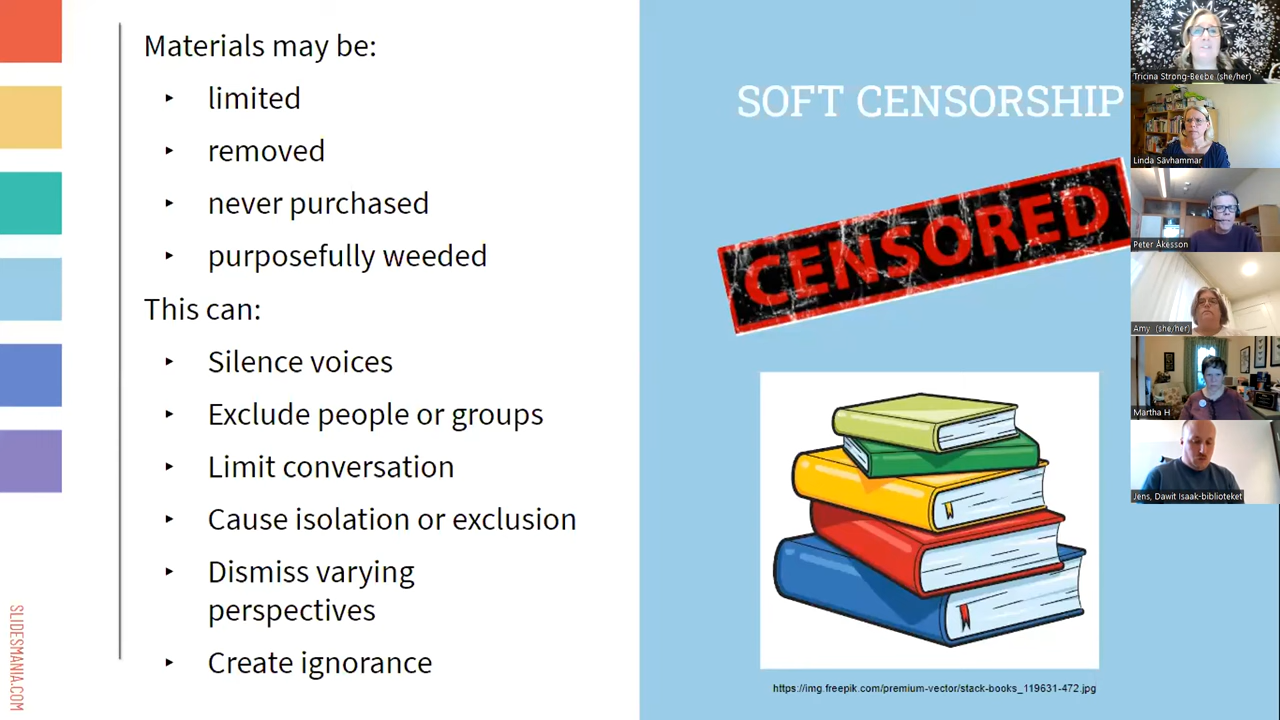 Materials may be:
‣ limited
‣ removed
‣ never purchased
‣ purposefully weeded
This can:
‣ Silence voices
‣ Exclude people or groups
‣ Limit conversation
‣ Cause isolation or exclusion
‣ Dismiss varying
perspectives
‣ Create ignorance
SLIDESMANIA.COM
SOFT CENSORSHIP
CENSORED
https://img.freepik.com/premium-vector/stack-books_119631-472.jpg
Tricina Strong-Beebe (she/her)
Linda Sävhammar
Peter Åkesson
Amy (she/her)
Martha H
Jens, Dawit Isaak-biblioteket